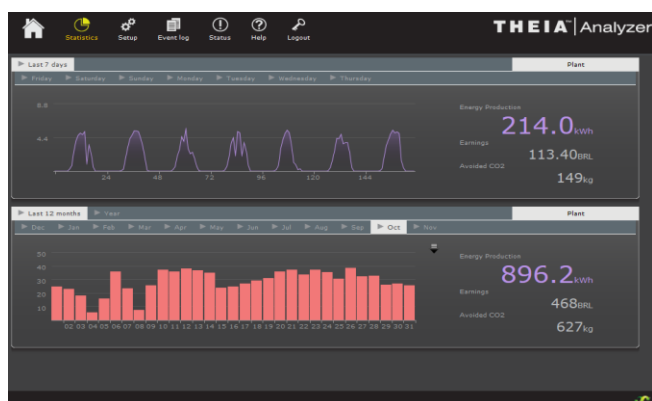 Statistics Setup Event log Status Help Logout
THEIA™ Analyzer
Last 7 days Plant
Friday Saturday Sunday Monday Tuesday Wednesday Thursday
8.8
4.4
24 48 72 96 120 144
Energy Production
214.0kWh
Earnings
113.40BRL
Avoided CO2
149kg
Last 12 months Year Plant
Dec Jan Feb Mar Apr May Jun Jul Aug Sep Oct Nov
50
40
30
20
10
02 03 04 05 06 07 08 09 10 11 12 13 14 15 16 17 18 19 20 21 22 23 24 25 26 27 28 29 30 31
Energy Production
896.2kWh
Earnings
468BRL
Avoided CO2
627kg